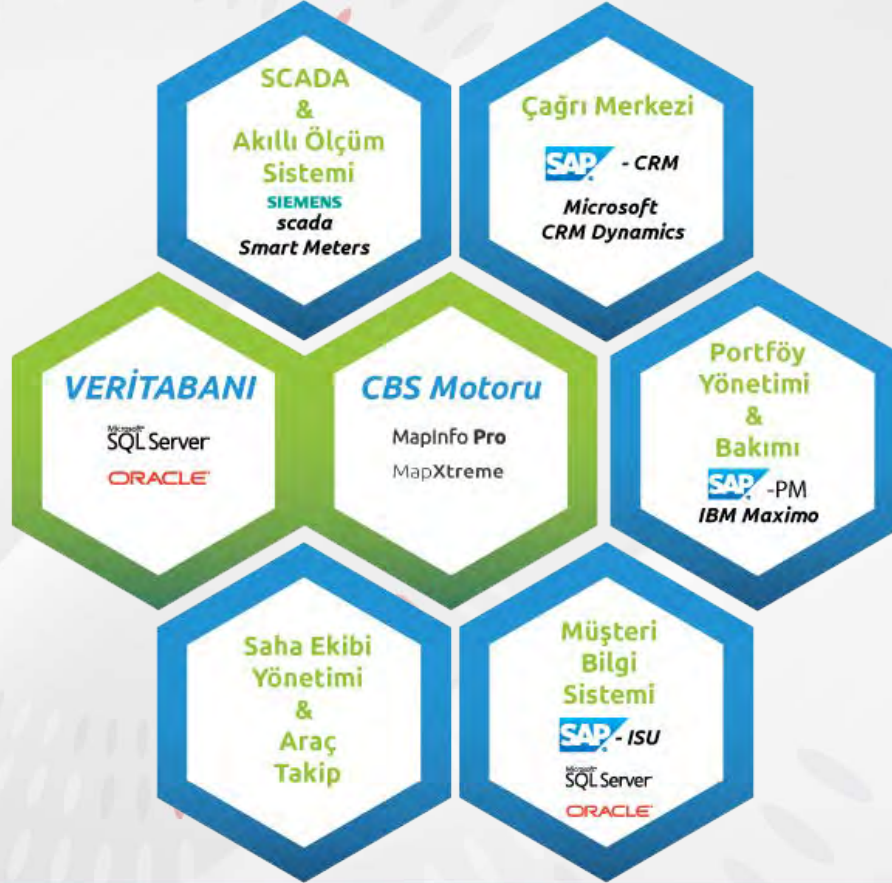 SCADA
&
Akıllı Ölçüm
Sistemi
SIEMENS
scada
Smart Meters
Çağrı Merkezi
SAP - CRM
Microsoft
CRM Dynamics
VERİTABANI
Microsoft
SQL Server
ORACLE
CBS Motoru
MapInfo Pro
MapXtreme
Portföy
Yönetimi
&
Bakımı
SAP -PM
IBM Maximo
Saha Ekibi
Yönetimi
&
Araç
Takip
Müşteri
Bilgi
Sistemi
SAP - ISU
Microsoft
SQL Server
ORACLE